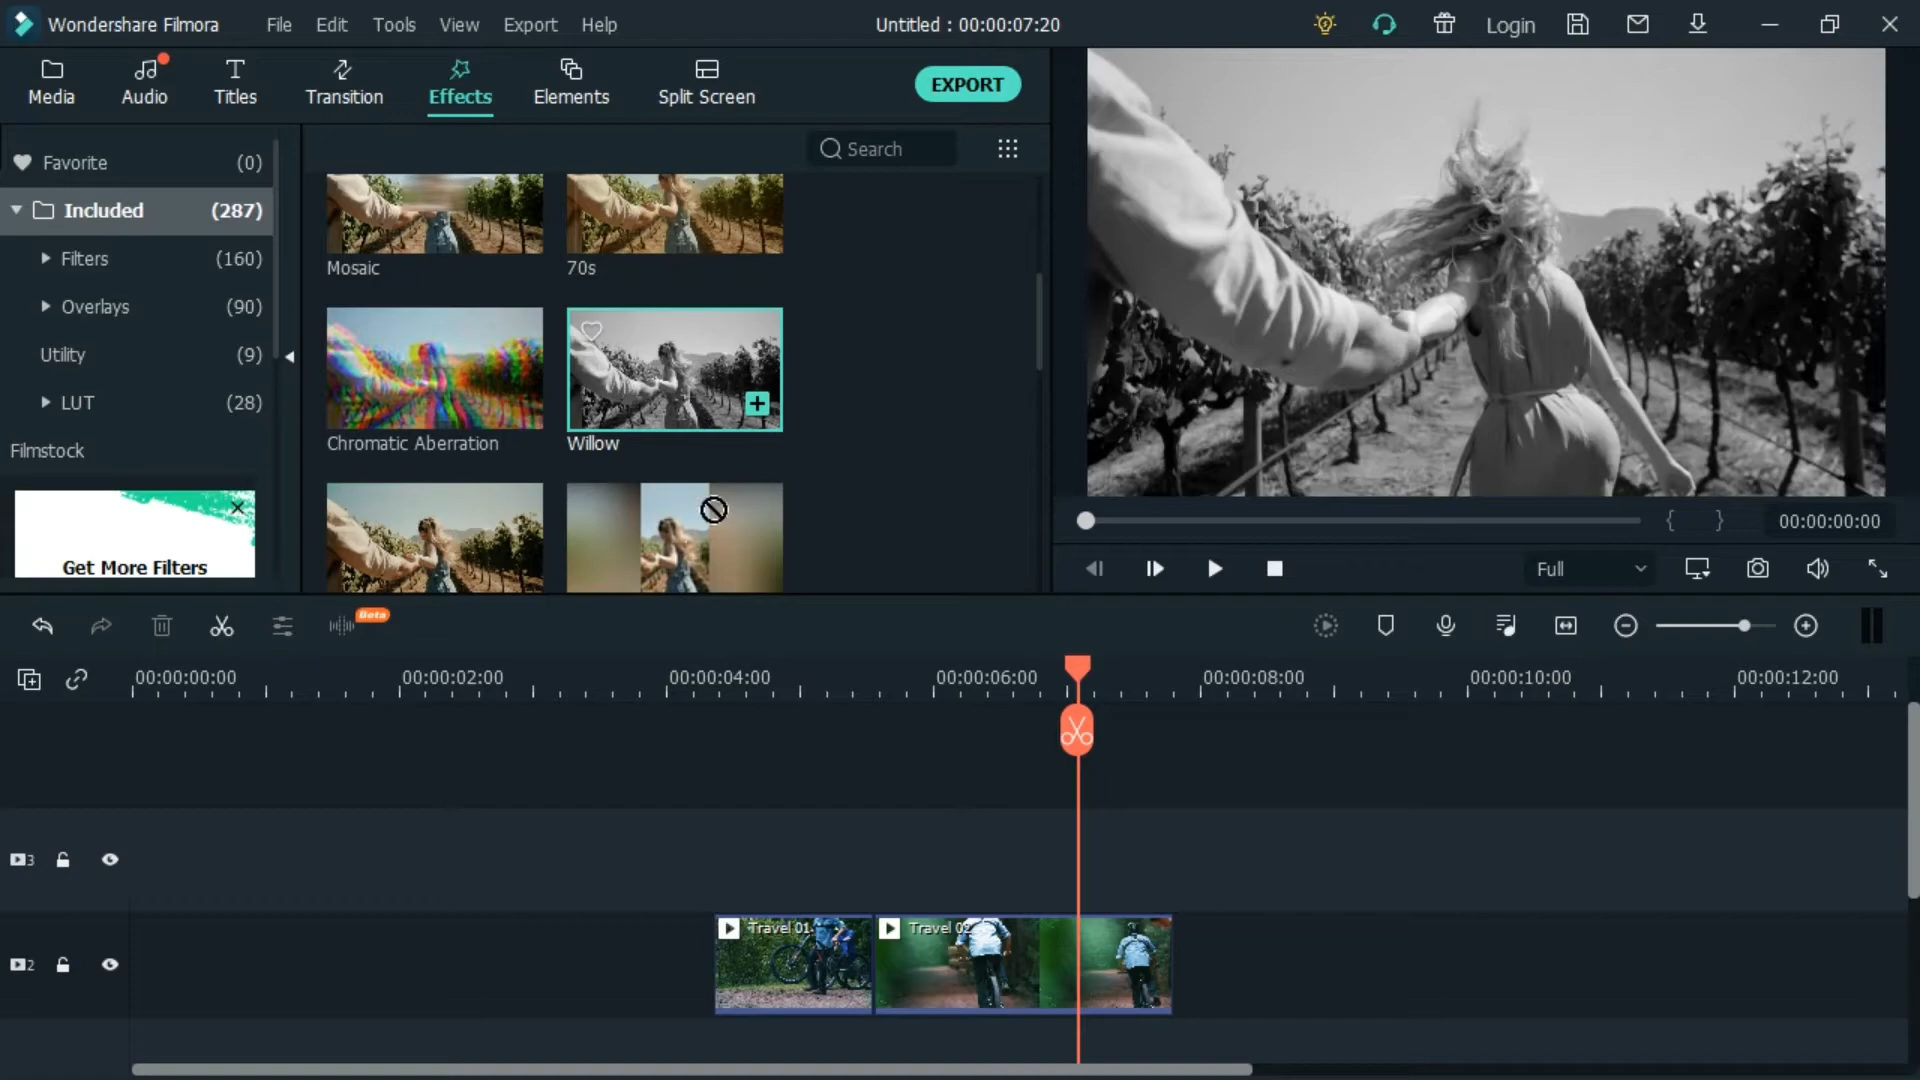 Wondershare Filmora File Edit Tools View Export Help Untitled : 00:00:07:20 Login
Media Audio Titles Transition Effects Elements Split Screen EXPORT
Favorite (0)
Included (287)
Filters (160)
Overlays (90)
Utility (9)
LUT (28)
Filmstock
Get More Filters
Search
Mosaic 70s
Chromatic Aberration Willow
00:00:00:00
Full
Beta
00:00:00:00 00:00:02:00 00:00:04:00 00:00:06:00 00:00:08:00 00:00:10:00 00:00:12:00
3
2
Travel 01 Travel 02